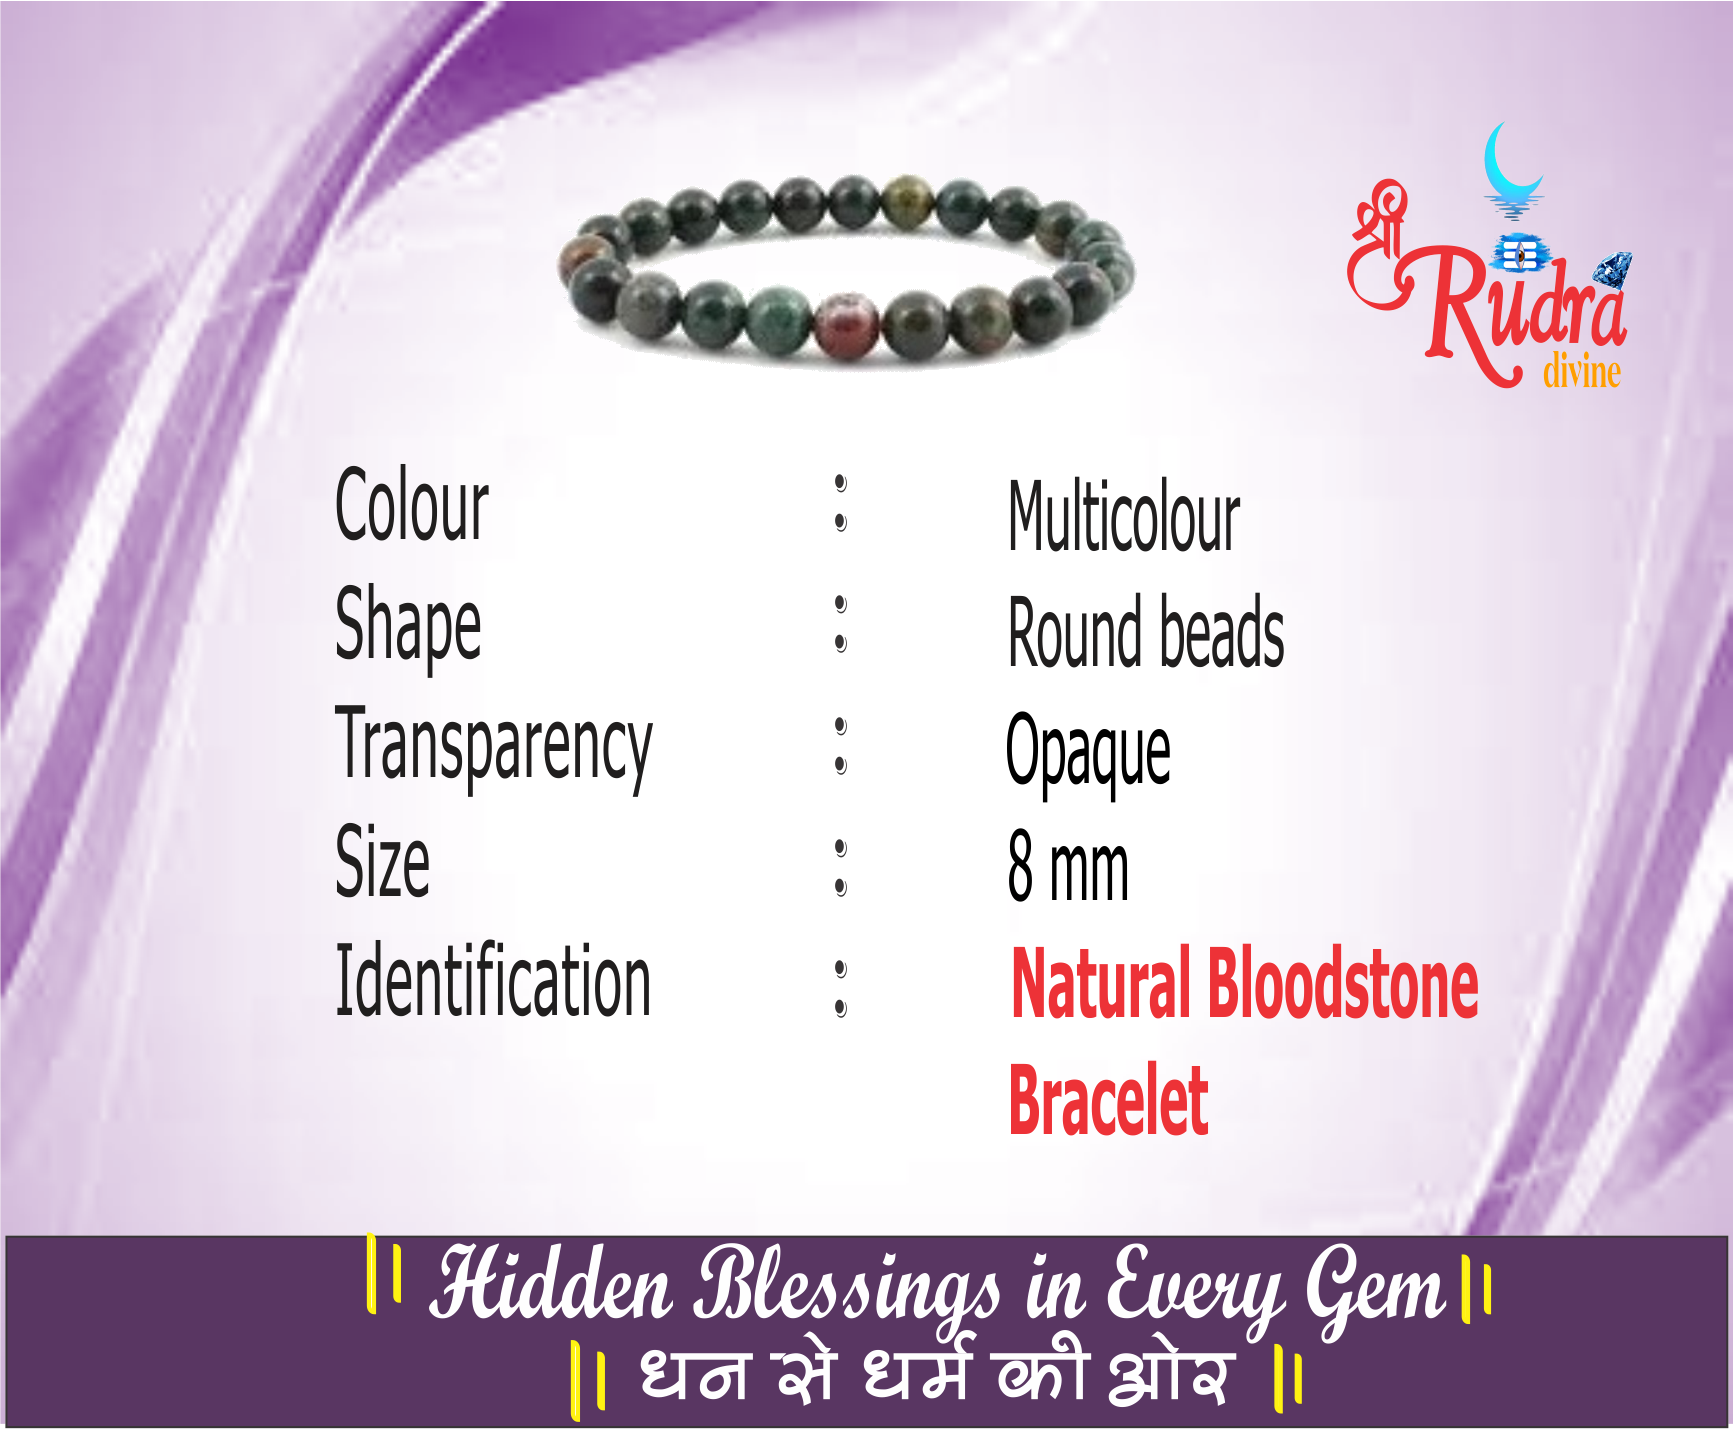 श्री Rudra
divine
Colour : Multicolour
Shape : Round beads
Transparency : Opaque
Size : 8 mm
Identification : Natural Bloodstone
Bracelet
|| Hidden Blessings in Every Gem ||
|| धन से धर्म की ओर ||